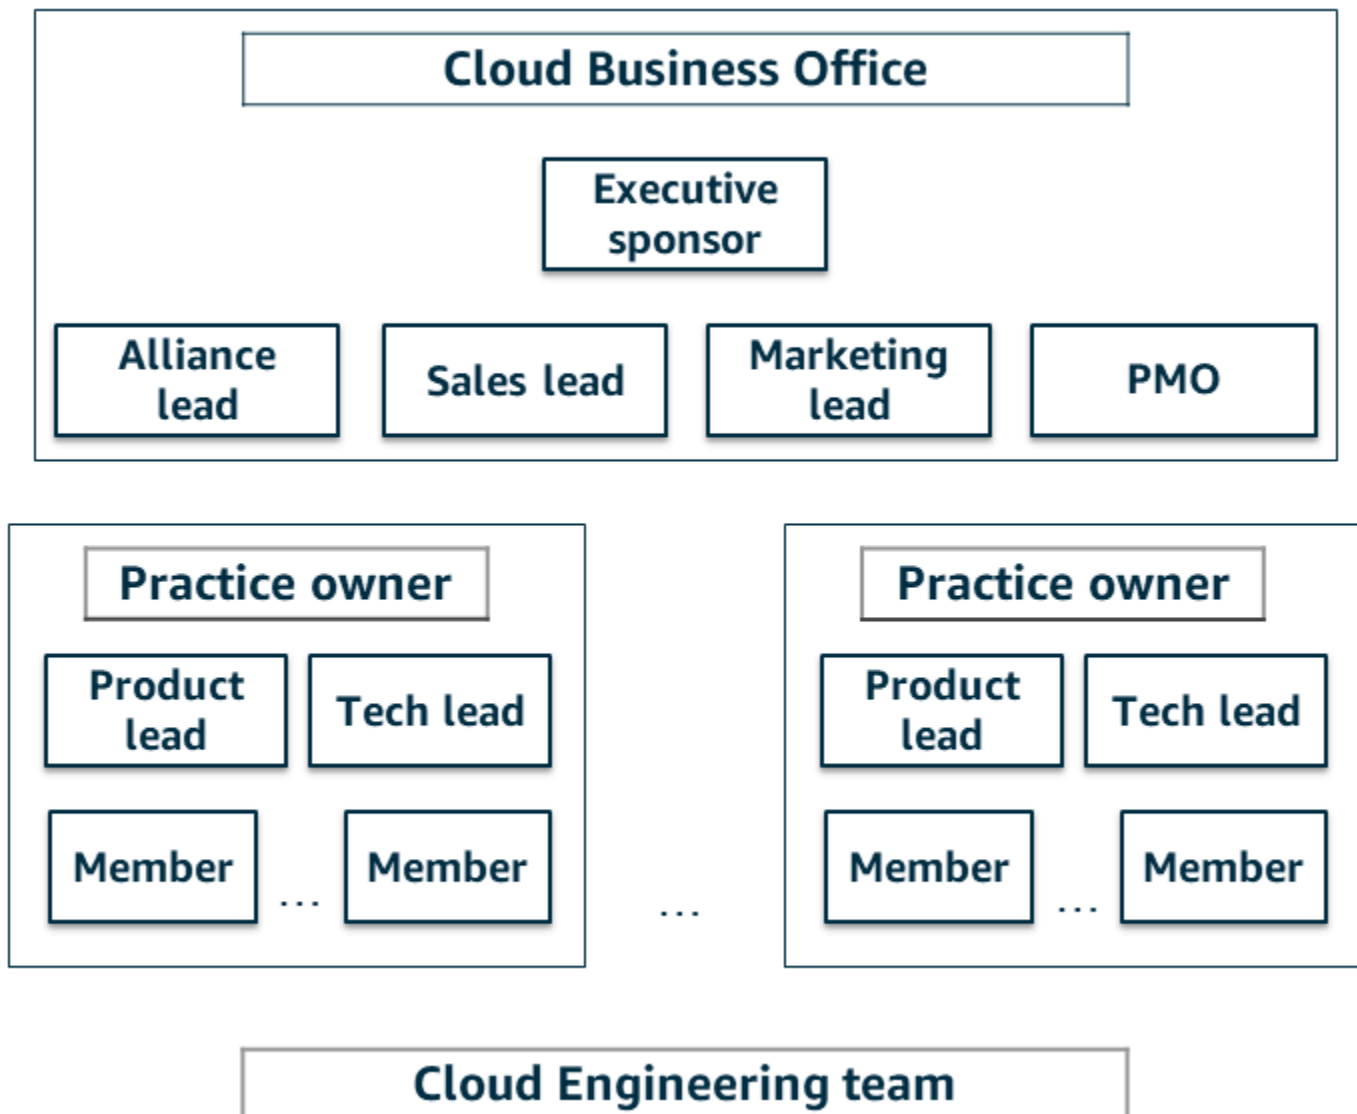 Cloud Business Office
Executive
sponsor
Alliance
lead
Sales lead
Marketing
lead
PMO
Practice owner
Product
lead
Tech lead
Member
...
Member
...
Practice owner
Product
lead
Tech lead
Member
...
Member
Cloud Engineering team